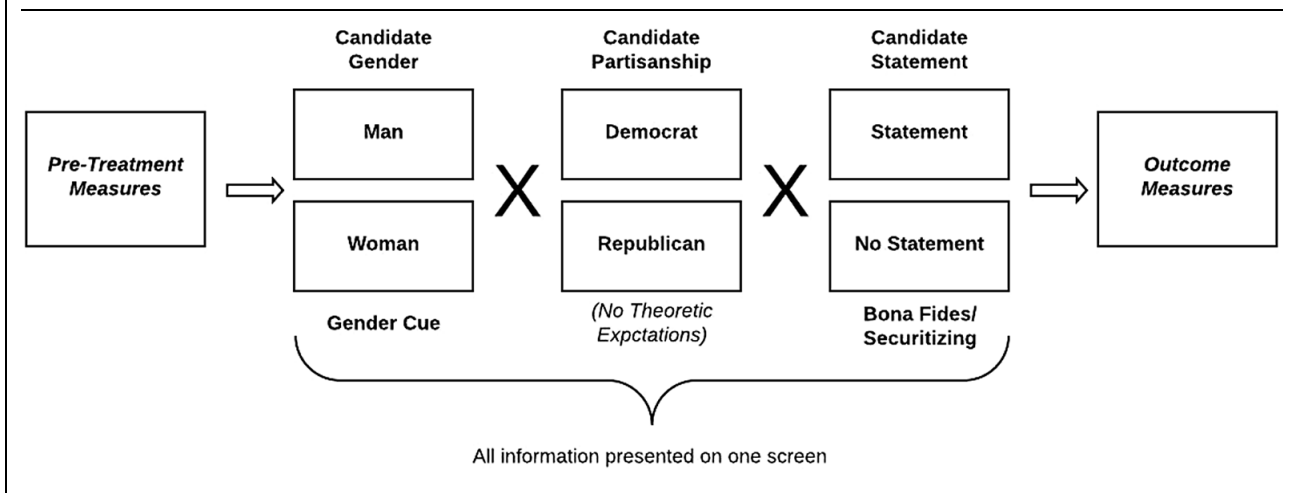 Candidate
Gender
Candidate
Partisanship
Candidate
Statement
Pre-Treatment
Measures
Man
Woman
Gender Cue
X
Democrat
Republican
(No Theoretic
Expctations)
X
Statement
No Statement
Bona Fides/
Securitizing
Outcome
Measures
All information presented on one screen